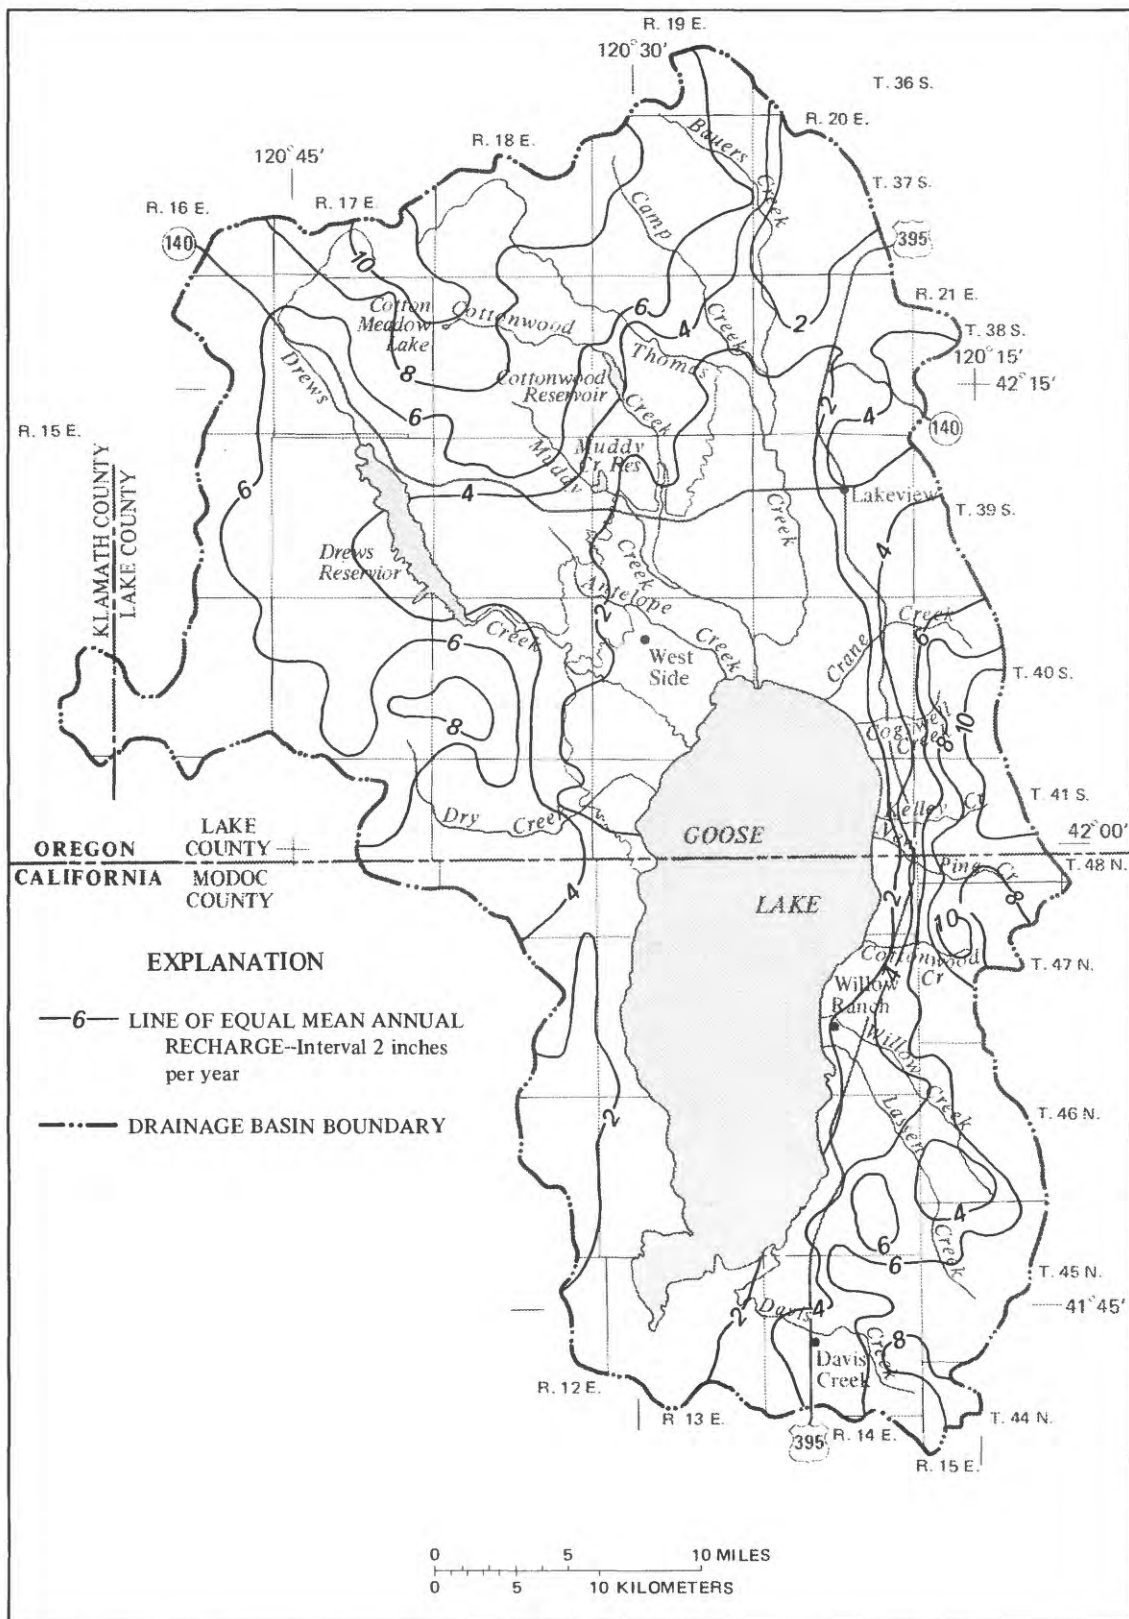 R. 19 E.
120°30'
T. 36 S.
R. 20 E.
Bauers
Creek
R. 18 E.
120°45'
T. 37 S.
R. 17 E.
R. 16 E.
140
395
Camp
Creek
10
R. 21 E.
6
4
2
T. 38 S.
120°15'
42°15'
Cotton
Meadow
Lake
Cottonwood
Creek
Thomas
Creek
Drews
Creek
8
Cottonwood
Reservoir
6
2
4
140
R. 15 E.
Muddy
Cr. Res
Muddy
Creek
6
4
Lakeview
T. 39 S.
KLAMATH COUNTY
LAKE COUNTY
4
Drews
Reservior
Antelope
Creek
2
Crane
Creek
6
6
West
Side
T. 40 S.
10
8
Cogswell
Creek
8
T. 41 S.
Kelley Cr
Dry Creek
42°00'
LAKE
COUNTY
GOOSE
LAKE
OREGON
CALIFORNIA
MODOC
COUNTY
T. 48 N.
Ping Cr
8
4
2
10
EXPLANATION
Cottonwood
Cr
T. 47 N.
4
Willow
Ranch
6 LINE OF EQUAL MEAN ANNUAL
RECHARGE--Interval 2 inches
per year
Willow
Creek
Lassen
Creek
2
T. 46 N.
DRAINAGE BASIN BOUNDARY
4
6
6
T. 45 N.
41°45'
2
Davis
Creek
4
8
Davis
Creek
R. 12 E.
R 13 E.
395
R. 14 E.
T. 44 N.
R. 15 E.
0 5 10 MILES
0 5 10 KILOMETERS